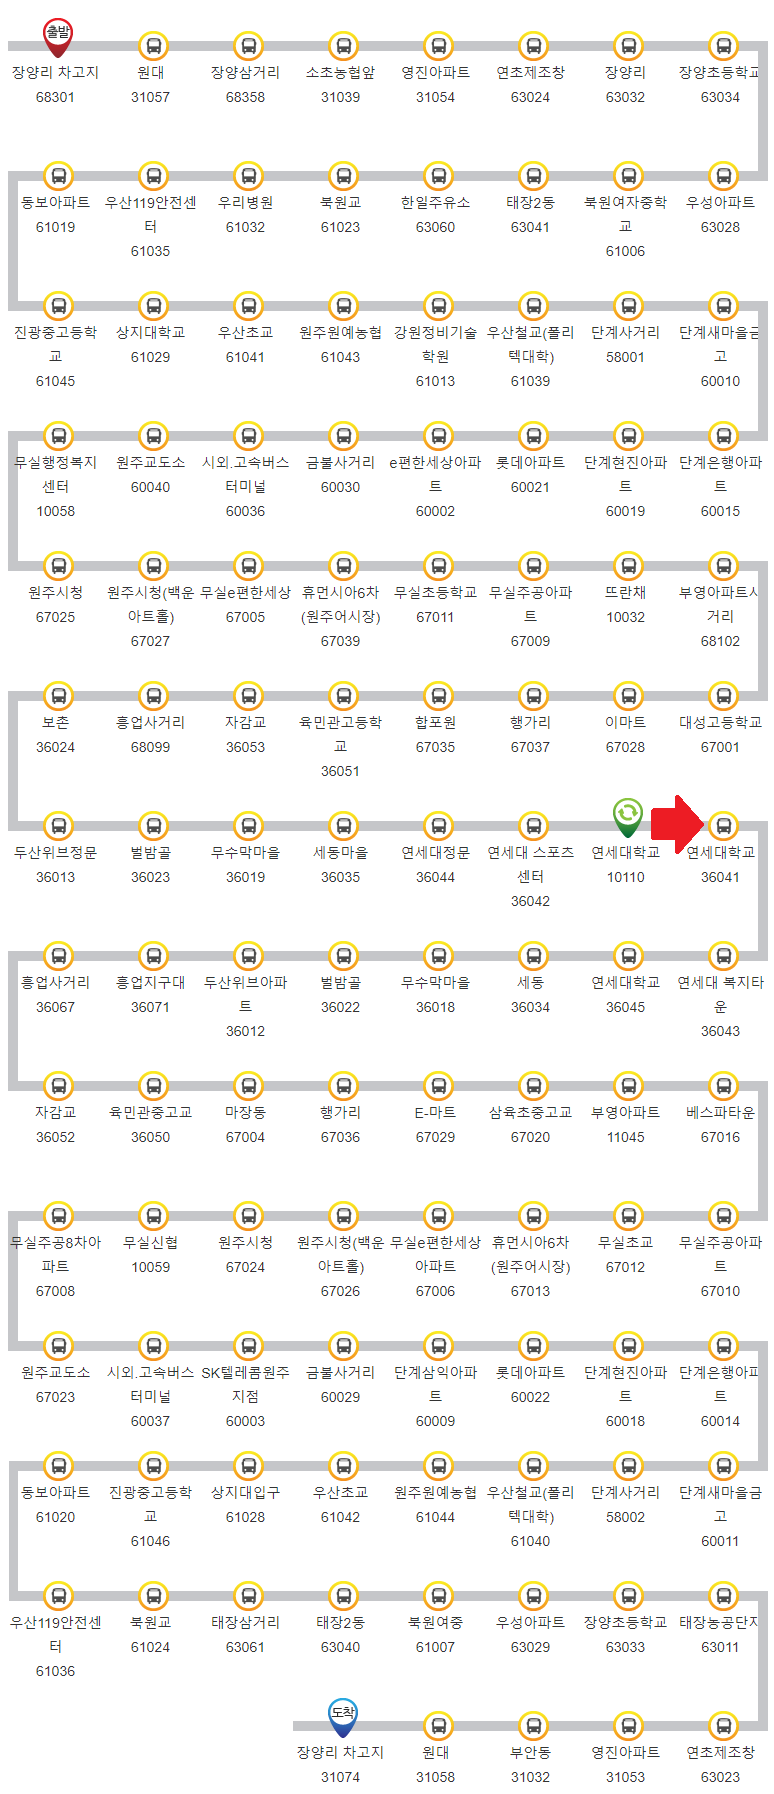 출발
장양리 차고지
68301
원대
31057
장양삼거리
68358
소초농협앞
31039
영진아파트
31054
연초제조창
63024
장양리
63032
장양초등학교
63034
동보아파트
61019
우산119안전센
터
61035
우리병원
61032
북원교
61023
한일주유소
63060
태장2동
63041
북원여자중학
교
61006
우성아파트
63028
진광중고등학
교
61045
상지대학교
61029
우산초교
61041
원주원예농협
61043
강원정비기술
학원
61013
우산철교(폴리
텍대학)
61039
단계사거리
58001
단계새마을금
고
60010
무실행정복지
센터
10058
원주교도소
60040
시외.고속버스
터미널
60036
금불사거리
60030
e편한세상아파
트
60002
롯데아파트
60021
단계현진아파
트
60019
단계은행아파
트
60015
원주시청
67025
원주시청(백운
아트홀)
67027
무실e편한세상
67005
휴먼시아6차
(원주어시장)
67039
무실초등학교
67011
무실주공아파
트
67009
뜨란채
10032
부영아파트사
거리
68102
보촌
36024
흥업사거리
68099
자감교
36053
육민관고등학
교
36051
합포원
67035
행가리
67037
이마트
67028
대성고등학교
67001
두산위브정문
36013
벌밤골
36023
무수막마을
36019
세동마을
36035
연세대정문
36044
연세대 스포츠
센터
36042
연세대학교
10110
연세대학교
36041
흥업사거리
36067
흥업지구대
36071
두산위브아파
트
36012
벌밤골
36022
무수막마을
36018
세동
36034
연세대학교
36045
연세대 복지타
운
36043
자감교
36052
육민관중고교
36050
마장동
67004
행가리
67036
E-마트
67029
삼육초중고교
67020
부영아파트
11045
베스파타운
67016
무실주공8차아
파트
67008
무실신협
10059
원주시청
67024
원주시청(백운
아트홀)
67026
무실e편한세상
아파트
67006
휴먼시아6차
(원주어시장)
67013
무실초교
67012
무실주공아파
트
67010
원주교도소
67023
시외.고속버스
터미널
60037
SK텔레콤원주
지점
60003
금불사거리
60029
단계삼익아파
트
60009
롯데아파트
60022
단계현진아파
트
60018
단계은행아파
트
60014
동보아파트
61020
진광중고등학
교
61046
상지대입구
61028
우산초교
61042
원주원예농협
61044
우산철교(폴리
텍대학)
61040
단계사거리
58002
단계새마을금
고
60011
우산119안전센
터
61036
북원교
61024
태장삼거리
63061
태장2동
63040
북원여중
61007
우성아파트
63029
장양초등학교
63033
태장농공단지
63011
도착
장양리 차고지
31074
원대
31058
부안동
31032
영진아파트
31053
연초제조창
63023